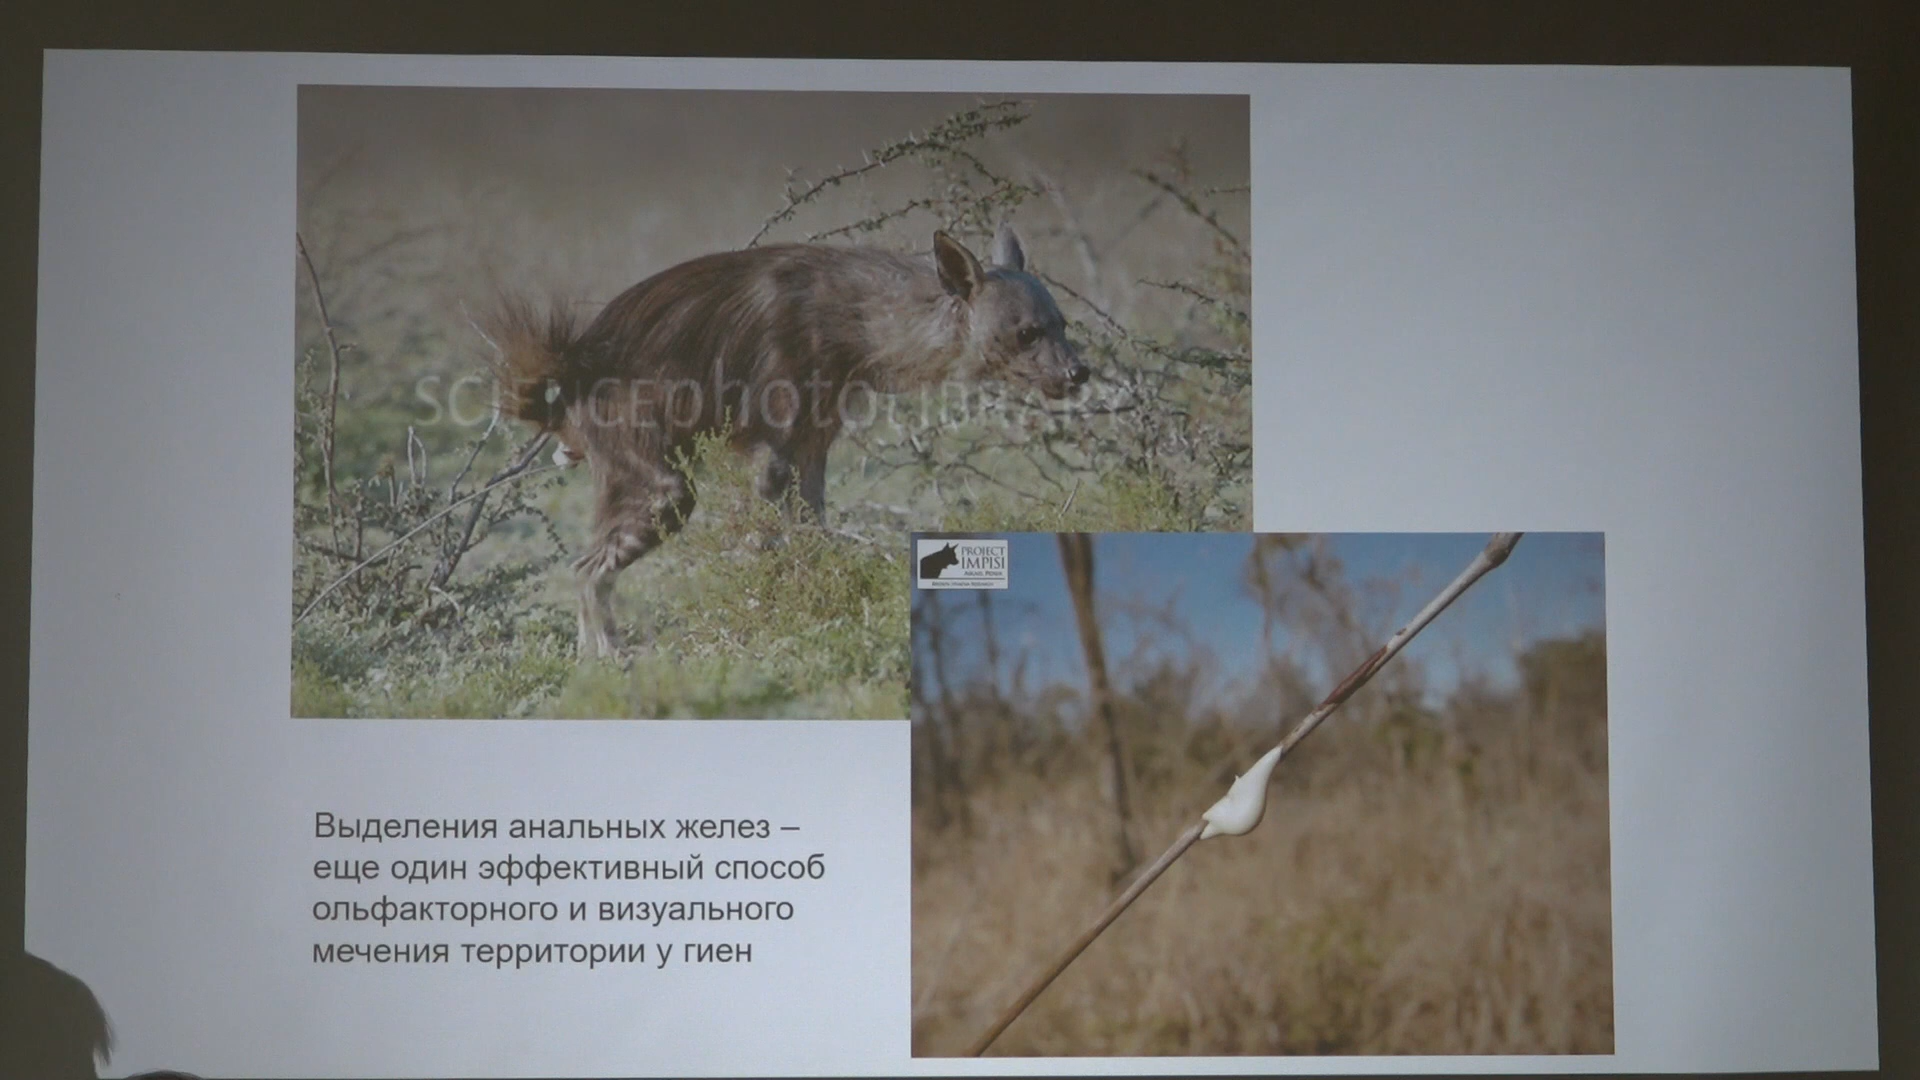 SCIENCEphotoLIBRARY
PROJECT
IMPISI
Выделения анальных желез –
еще один эффективный способ
ольфакторного и визуального
мечения территории у гиен